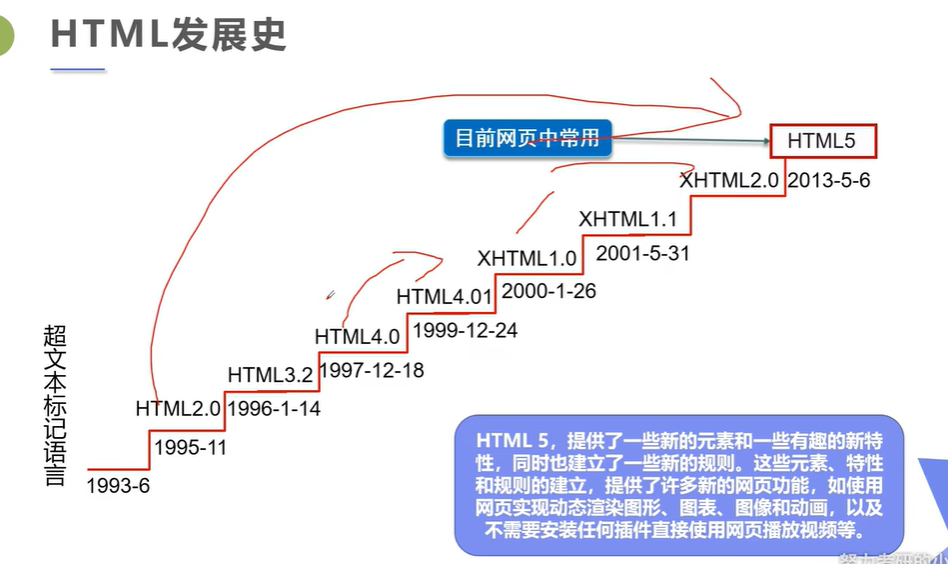 HTML发展史
目前网页中常用
HTML5
XHTML2.0
2013-5-6
XHTML1.1
2001-5-31
XHTML1.0
2000-1-26
HTML4.01
1999-12-24
HTML4.0
1997-12-18
HTML3.2
1996-1-14
HTML2.0
1995-11
1993-6
超文本标记语言
HTML 5，提供了一些新的元素和一些有趣的新特
性，同时也建立了一些新的规则。这些元素、特性
和规则的建立，提供了许多新的网页功能，如使用
网页实现动态渲染图形、图表、图像和动画，以及
不需要安装任何插件直接使用网页播放视频等。